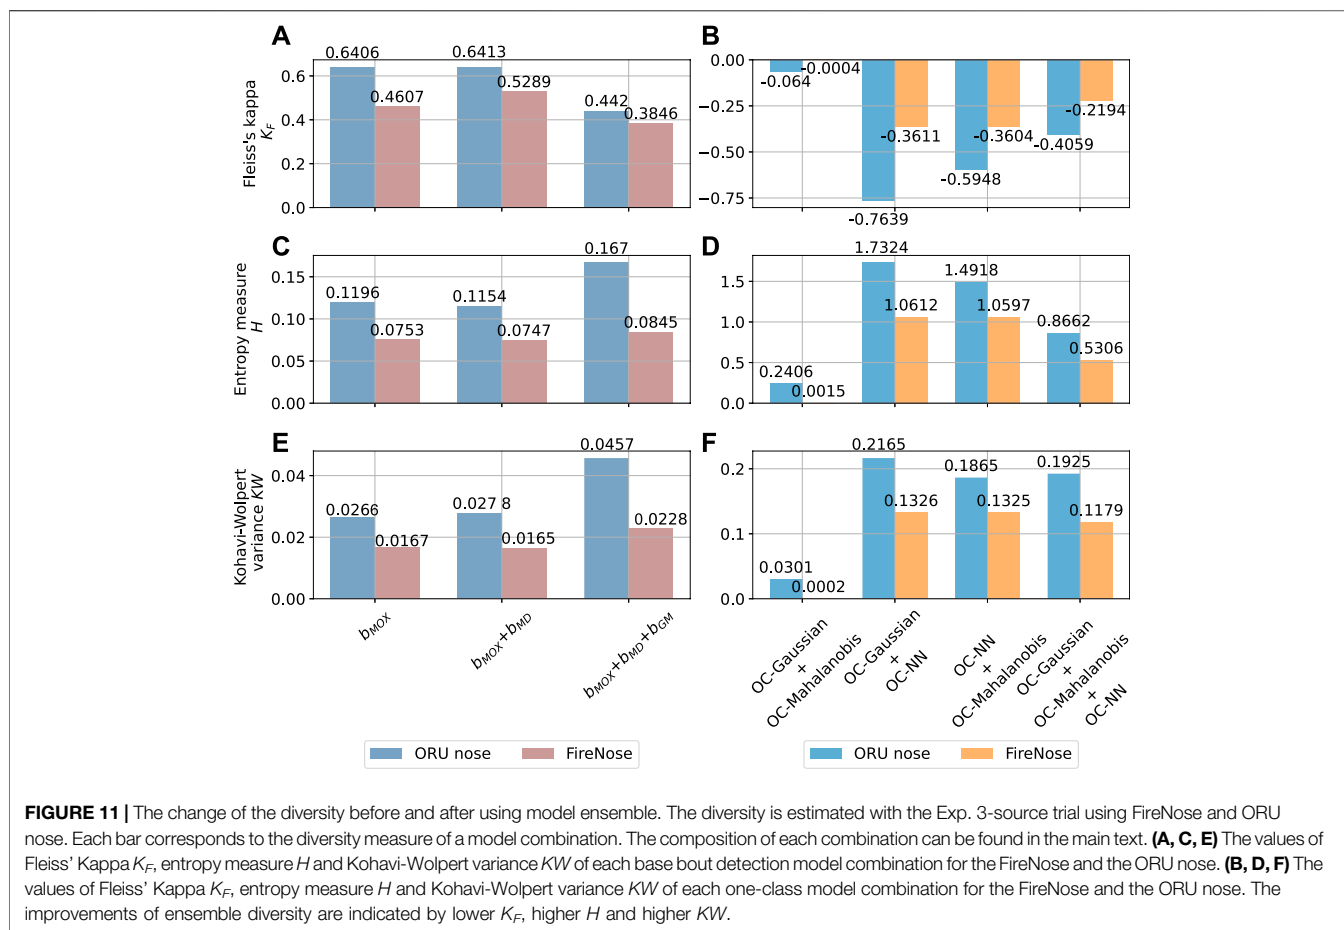 A
0.6406
0.6413
0.4607
0.5289
0.442
0.3846
0.6
0.4
0.2
0.0
Fleiss's kappa
K_F
B
0.00
−0.25
−0.50
−0.75
-0.064
-0.0004
-0.7639
-0.3611
-0.5948
-0.3604
-0.4059
-0.2194
C
0.1196
0.0753
0.1154
0.0747
0.167
0.0845
0.15
0.10
0.05
0.00
Entropy measure
H
D
1.5
1.0
0.5
0.0
0.2406
0.0015
1.7324
1.0612
1.4918
1.0597
0.8662
0.5306
E
0.0266
0.0167
0.027 8
0.0165
0.0457
0.0228
0.04
0.02
0.00
Kohavi-Wolpert
variance KW
F
0.2
0.1
0.0
0.0301
0.0002
0.2165
0.1326
0.1865
0.1325
0.1925
0.1179
b_MOX
b_MOX+b_MD
b_MOX+b_MD+b_GM
OC-Gaussian
+
OC-Mahalanobis
OC-Gaussian
+
OC-NN
OC-NN
+
OC-Mahalanobis
OC-Gaussian
+
OC-Mahalanobis
+
OC-NN
ORU nose
FireNose
ORU nose
FireNose
FIGURE 11 | The change of the diversity before and after using model ensemble. The diversity is estimated with the Exp. 3-source trial using FireNose and ORU
nose. Each bar corresponds to the diversity measure of a model combination. The composition of each combination can be found in the main text. (A, C, E) The values of
Fleiss' Kappa K_F, entropy measure H and Kohavi-Wolpert variance KW of each base bout detection model combination for the FireNose and the ORU nose. (B, D, F) The
values of Fleiss' Kappa K_F, entropy measure H and Kohavi-Wolpert variance KW of each one-class model combination for the FireNose and the ORU nose. The
improvements of ensemble diversity are indicated by lower K_F, higher H and higher KW.